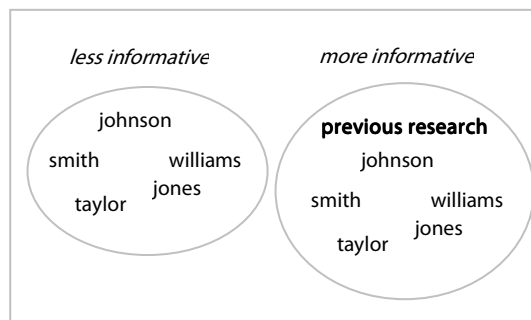 less informative
more informative
johnson
smith
williams
jones
taylor
previous research
johnson
smith
williams
jones
taylor